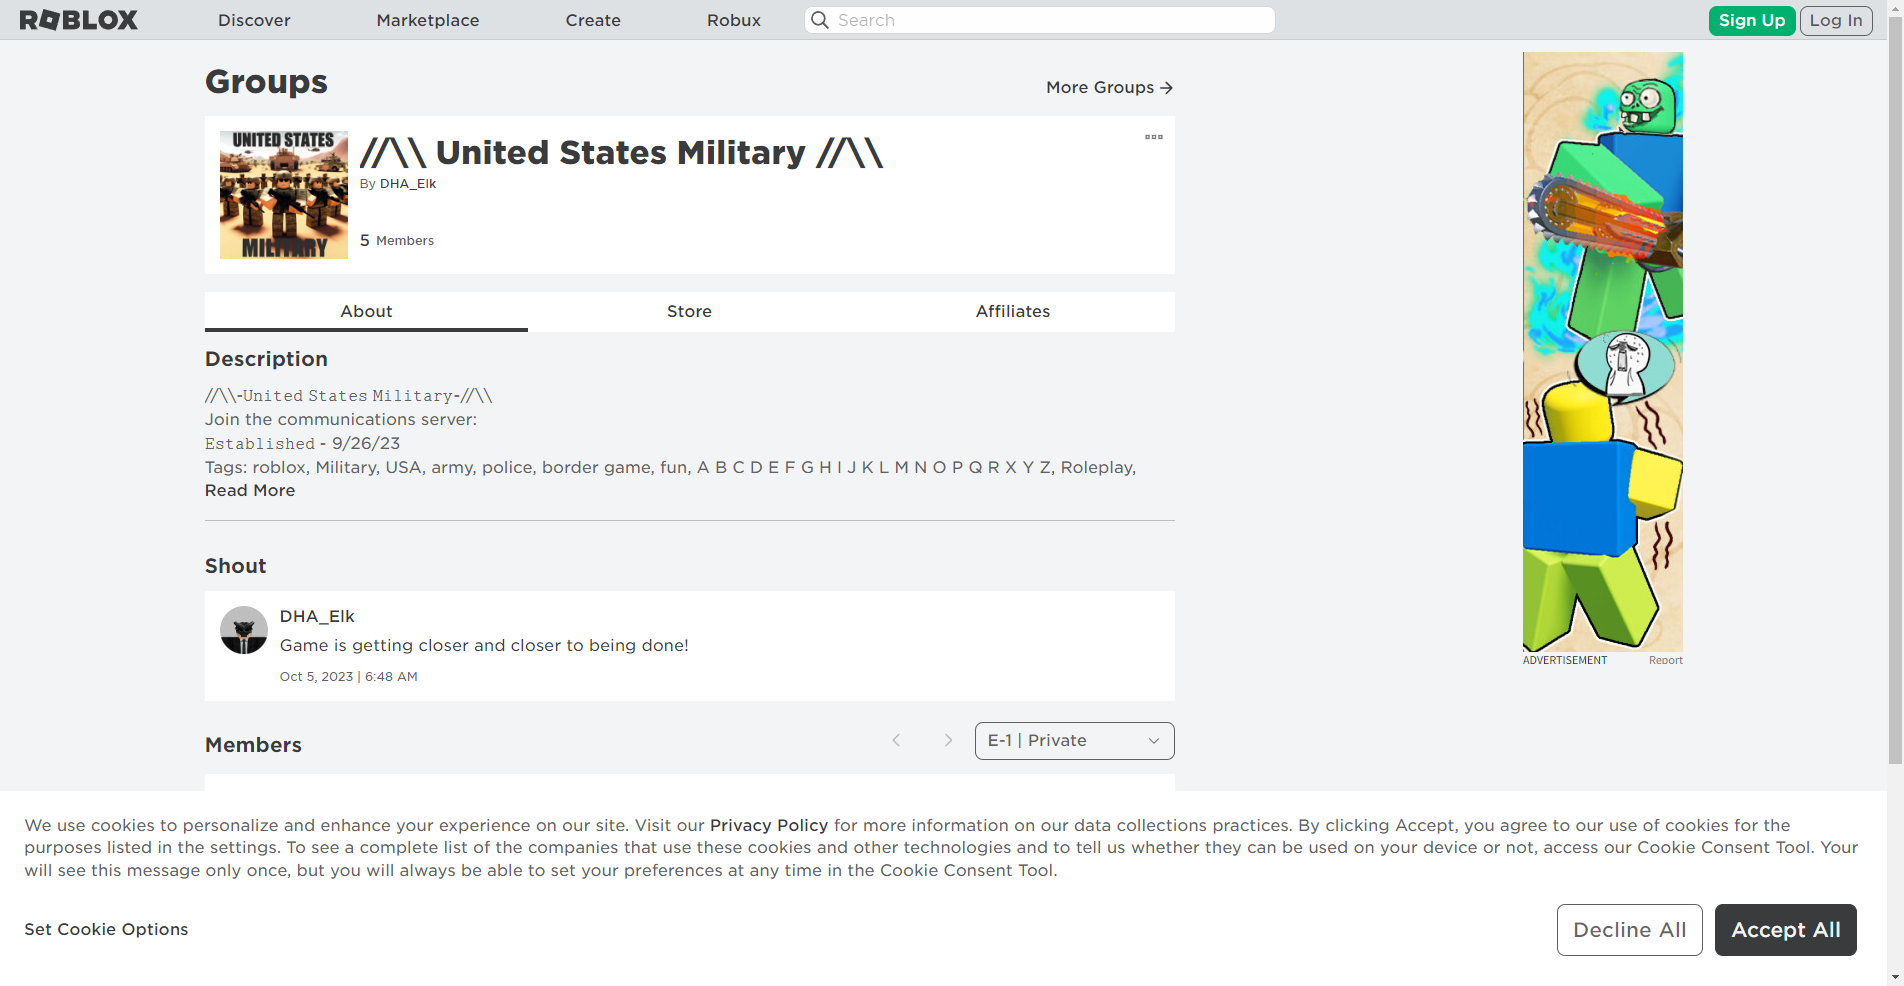 ROBLOX
Discover
Marketplace
Create
Robux
Search
Sign Up
Log In
Groups
More Groups →
UNITED STATES
MILITARY
//\\ United States Military //\\
By DHA_Elk
5 Members
About
Store
Affiliates
Description
//\\-United States Military-//\\
Join the communications server:
Established - 9/26/23
Tags: roblox, Military, USA, army, police, border game, fun, A B C D E F G H I J K L M N O P Q R X Y Z, Roleplay,
Read More
Shout
DHA_Elk
Game is getting closer and closer to being done!
Oct 5, 2023 | 6:48 AM
Members
E-1 | Private
ADVERTISEMENT
Report
We use cookies to personalize and enhance your experience on our site. Visit our Privacy Policy for more information on our data collections practices. By clicking Accept, you agree to our use of cookies for the
purposes listed in the settings. To see a complete list of the companies that use these cookies and other technologies and to tell us whether they can be used on your device or not, access our Cookie Consent Tool. Your
will see this message only once, but you will always be able to set your preferences at any time in the Cookie Consent Tool.
Set Cookie Options
Decline All
Accept All